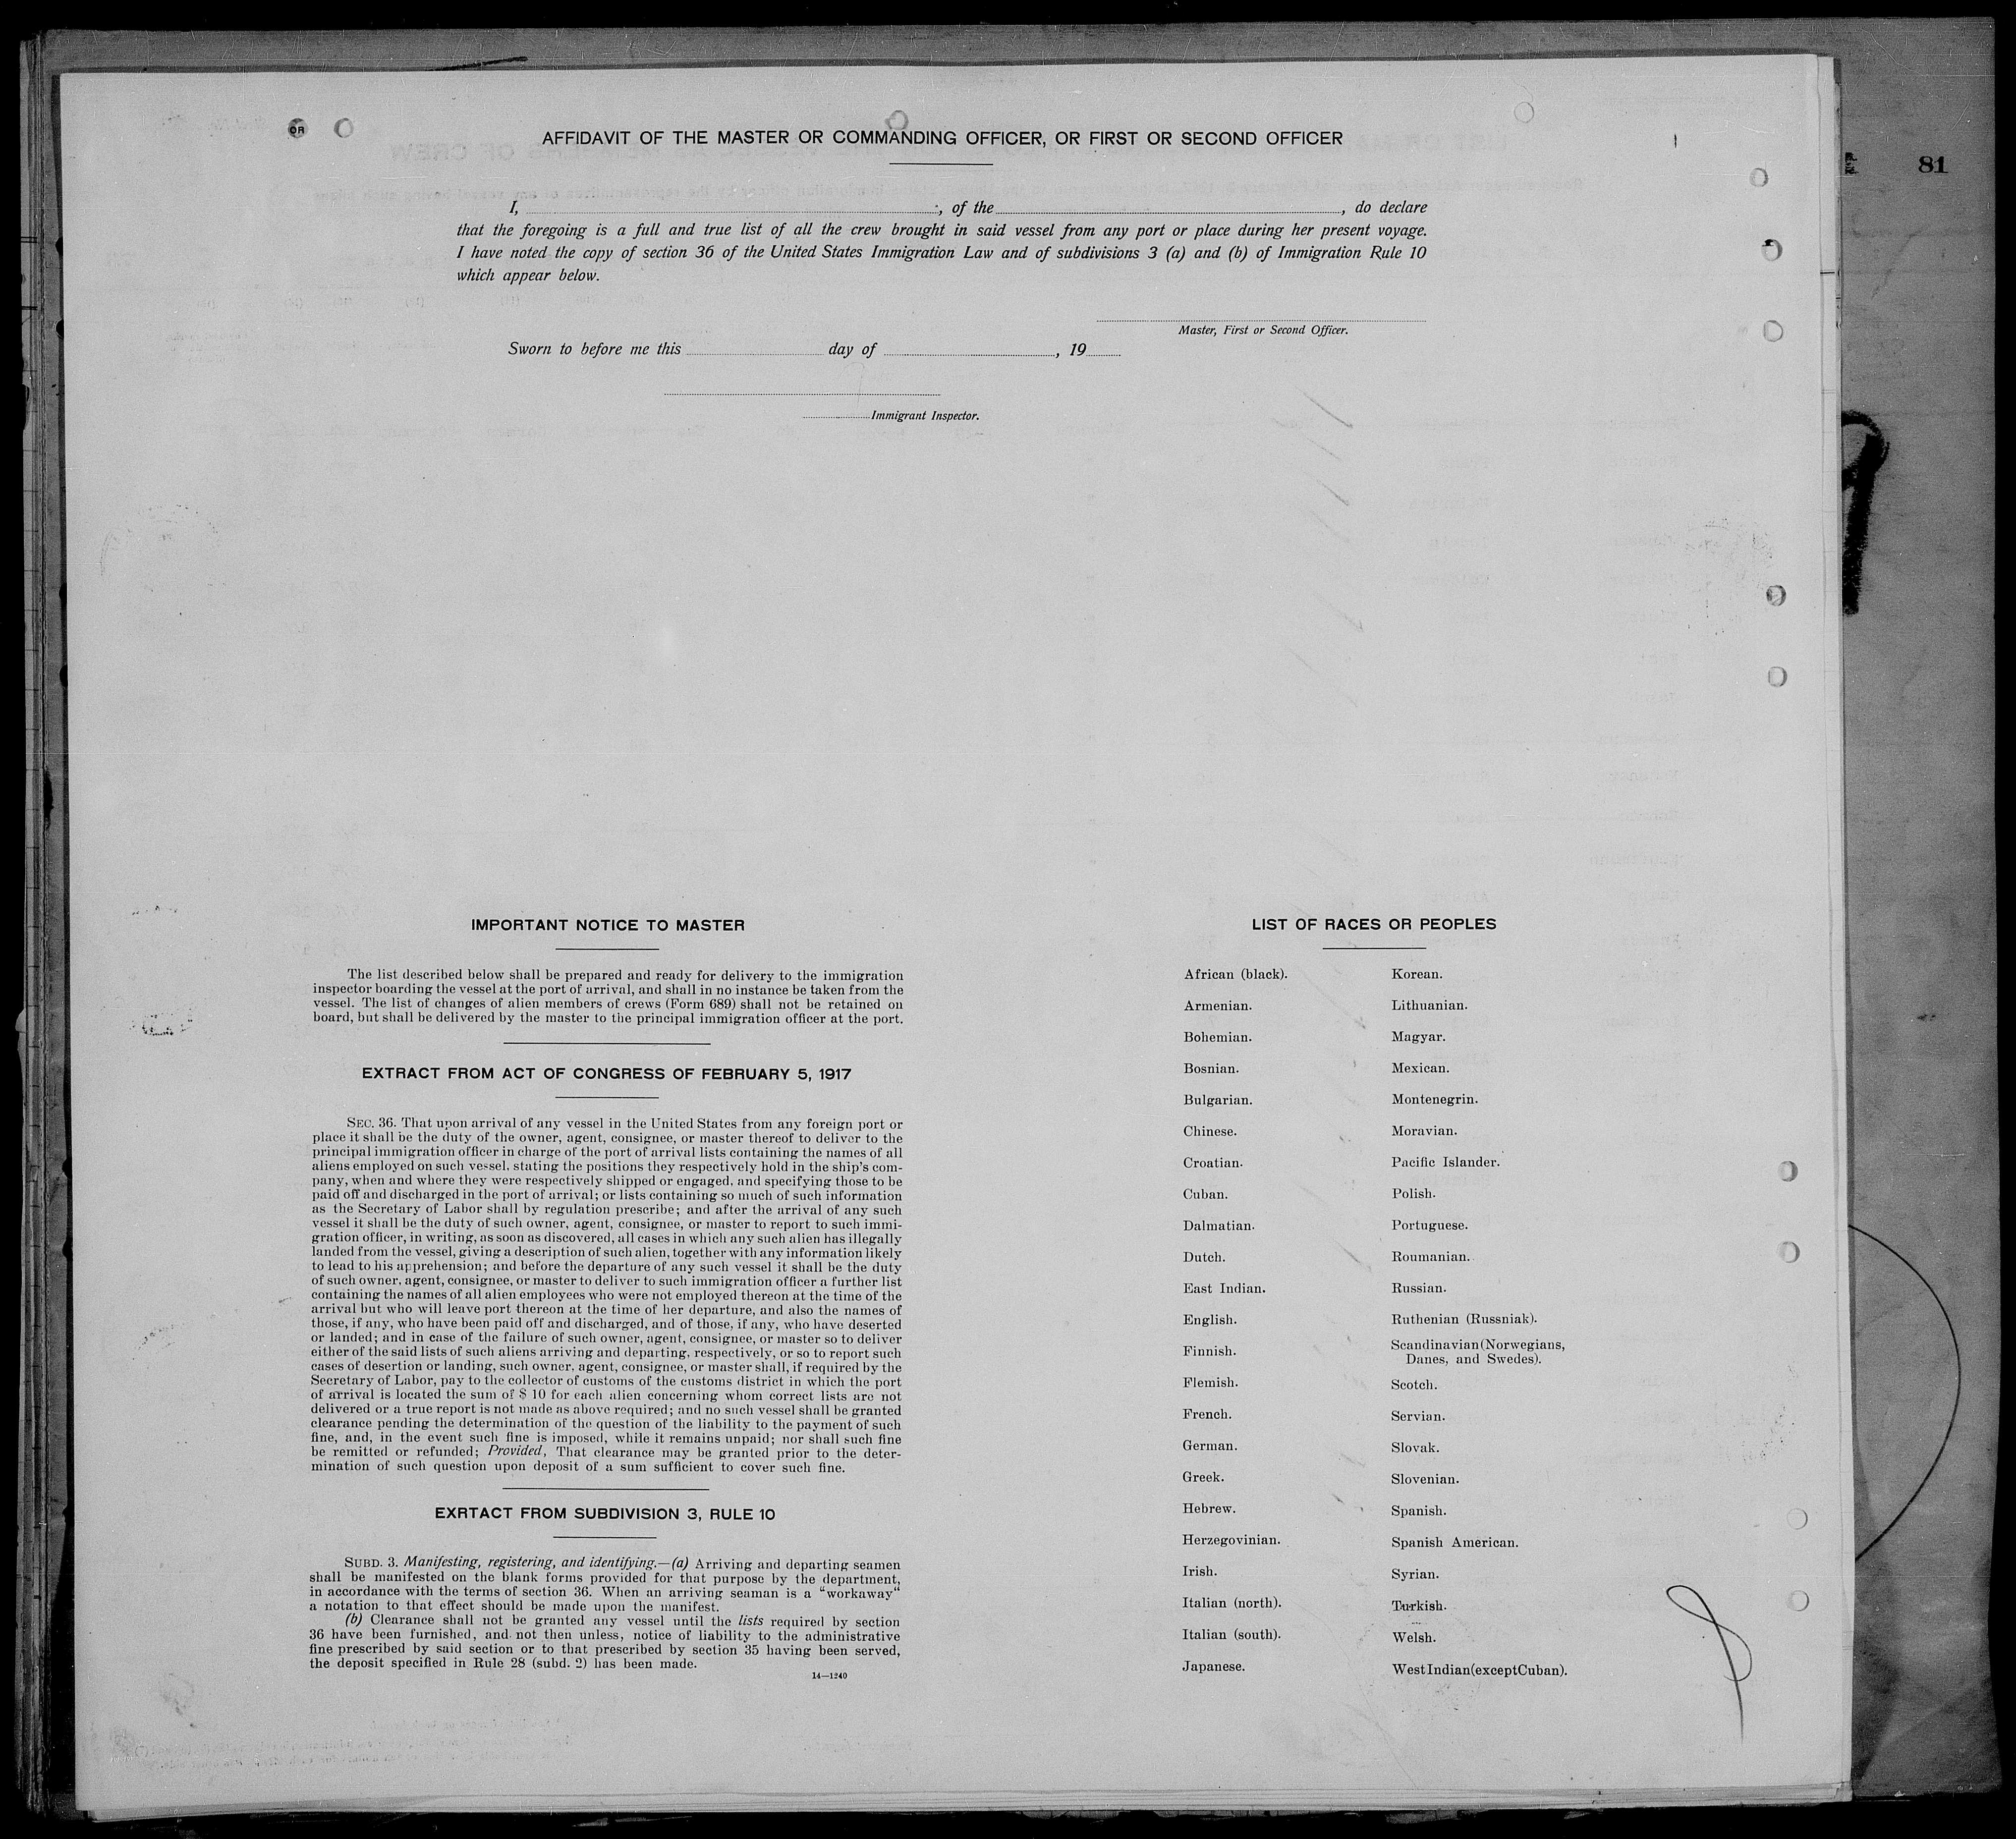 AFFIDAVIT OF THE MASTER OR COMMANDING OFFICER, OR FIRST OR SECOND OFFICER
I, , of the , do declare
that the foregoing is a full and true list of all the crew brought in said vessel from any port or place during her present voyage.
I have noted the copy of section 36 of the United States Immigration Law and of subdivisions 3 (a) and (b) of Immigration Rule 10
which appear below.
Master, First or Second Officer.
Sworn to before me this day of , 19
Immigrant Inspector.
81
IMPORTANT NOTICE TO MASTER
The list described below shall be prepared and ready for delivery to the immigration
inspector boarding the vessel at the port of arrival, and shall in no instance be taken from the
vessel. The list of changes of alien members of crews (Form 689) shall not be retained on
board, but shall be delivered by the master to the principal immigration officer at the port.
EXTRACT FROM ACT OF CONGRESS OF FEBRUARY 5, 1917
SEC. 36. That upon arrival of any vessel in the United States from any foreign port or
place it shall be the duty of the owner, agent, consignee, or master thereof to deliver to the
principal immigration officer in charge of the port of arrival lists containing the names of all
aliens employed on such vessel, stating the positions they respectively hold in the ship's com-
pany, when and where they were respectively shipped or engaged, and specifying those to be
paid off and discharged in the port of arrival; or lists containing so much of such information
as the Secretary of Labor shall by regulation prescribe; and after the arrival of any such
vessel it shall be the duty of such owner, agent, consignee, or master to report to such immi-
gration officer, in writing, as soon as discovered, all cases in which any such alien has illegally
landed from the vessel, giving a description of such alien, together with any information likely
to lead to his apprehension; and before the departure of any such vessel it shall be the duty
of such owner, agent, consignee, or master to deliver to such immigration officer a further list
containing the names of all alien employees who were not employed thereon at the time of the
arrival but who will leave port thereon at the time of her departure, and also the names of
those, if any, who have been paid off and discharged, and of those, if any, who have deserted
or landed; and in case of the failure of such owner, agent, consignee, or master so to deliver
either of the said lists of such aliens arriving and departing, respectively, or so to report such
cases of desertion or landing, such owner, agent, consignee, or master shall, if required by the
Secretary of Labor, pay to the collector of customs of the customs district in which the port
of arrival is located the sum of $ 10 for each alien concerning whom correct lists are not
delivered or a true report is not made as above required; and no such vessel shall be granted
clearance pending the determination of the question of the liability to the payment of such
fine, and, in the event such fine is imposed, while it remains unpaid; nor shall such fine
be remitted or refunded; Provided, That clearance may be granted prior to the deter-
mination of such question upon deposit of a sum sufficient to cover such fine.
EXRTACT FROM SUBDIVISION 3, RULE 10
SUBD. 3. Manifesting, registering, and identifying.—(a) Arriving and departing seamen
shall be manifested on the blank forms provided for that purpose by the department,
in accordance with the terms of section 36. When an arriving seaman is a "workaway"
a notation to that effect should be made upon the manifest.
(b) Clearance shall not be granted any vessel until the lists required by section
36 have been furnished, and not then unless, notice of liability to the administrative
fine prescribed by said section or to that prescribed by section 35 having been served,
the deposit specified in Rule 28 (subd. 2) has been made.
14—1240
LIST OF RACES OR PEOPLES
African (black).
Armenian.
Bohemian.
Bosnian.
Bulgarian.
Chinese.
Croatian.
Cuban.
Dalmatian.
Dutch.
East Indian.
English.
Finnish.
Flemish.
French.
German.
Greek.
Hebrew.
Herzegovinian.
Irish.
Italian (north).
Italian (south).
Japanese.
Korean.
Lithuanian.
Magyar.
Mexican.
Montenegrin.
Moravian.
Pacific Islander.
Polish.
Portuguese.
Roumanian.
Russian.
Ruthenian (Russniak).
Scandinavian (Norwegians,
Danes, and Swedes).
Scotch.
Servian.
Slovak.
Slovenian.
Spanish.
Spanish American.
Syrian.
Turkish.
Welsh.
West Indian (except Cuban).